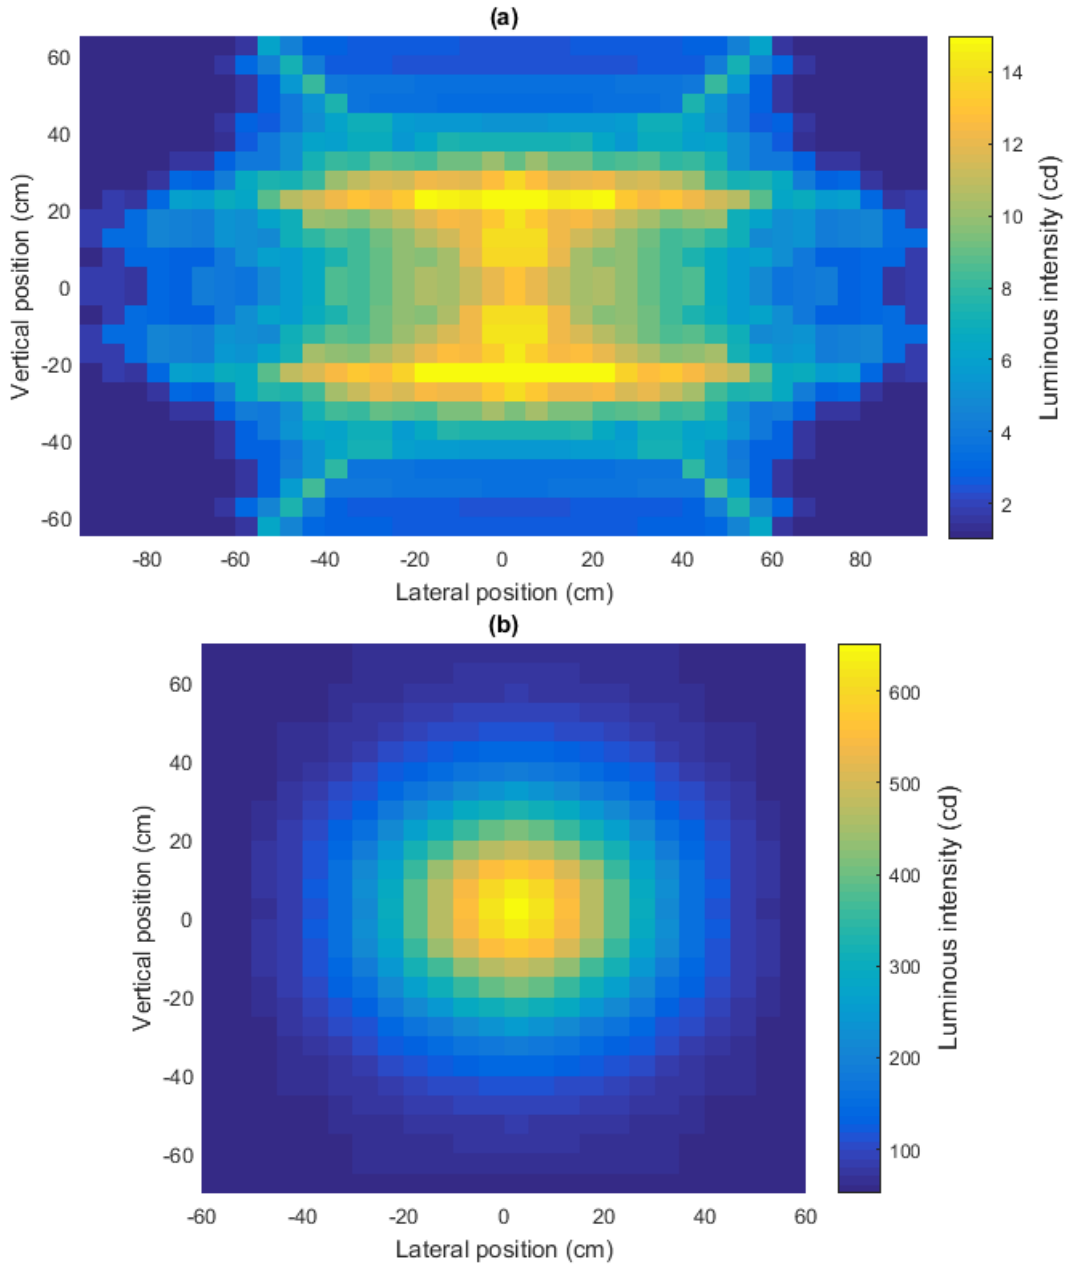 (a)
60
40
20
0
-20
-40
-60
Vertical position (cm)
-80 -60 -40 -20 0 20 40 60 80
Lateral position (cm)
14
12
10
8
6
4
2
Luminous intensity (cd)
(b)
60
40
20
0
-20
-40
-60
Vertical position (cm)
-60 -40 -20 0 20 40 60
Lateral position (cm)
600
500
400
300
200
100
Luminous intensity (cd)